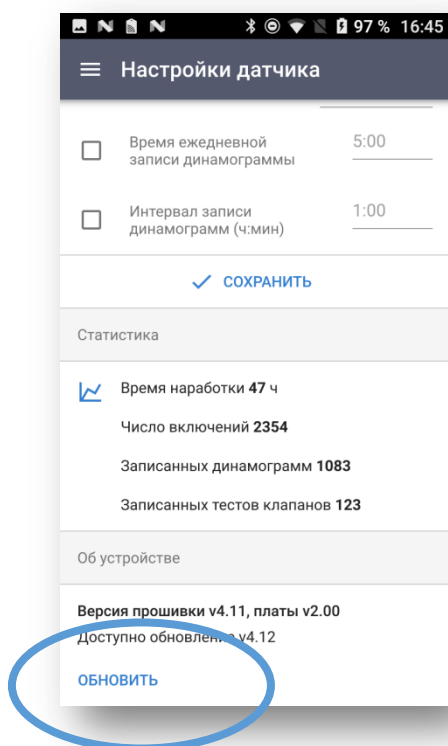 97 % 16:45
Настройки датчика
Время ежедневной
записи динамограммы
5:00
Интервал записи
динамограмм (ч:мин)
1:00
СОХРАНИТЬ
Статистика
Время наработки 47 ч
Число включений 2354
Записанных динамограмм 1083
Записанных тестов клапанов 123
Об устройстве
Версия прошивки v4.11, платы v2.00
Доступно обновление v4.12
ОБНОВИТЬ